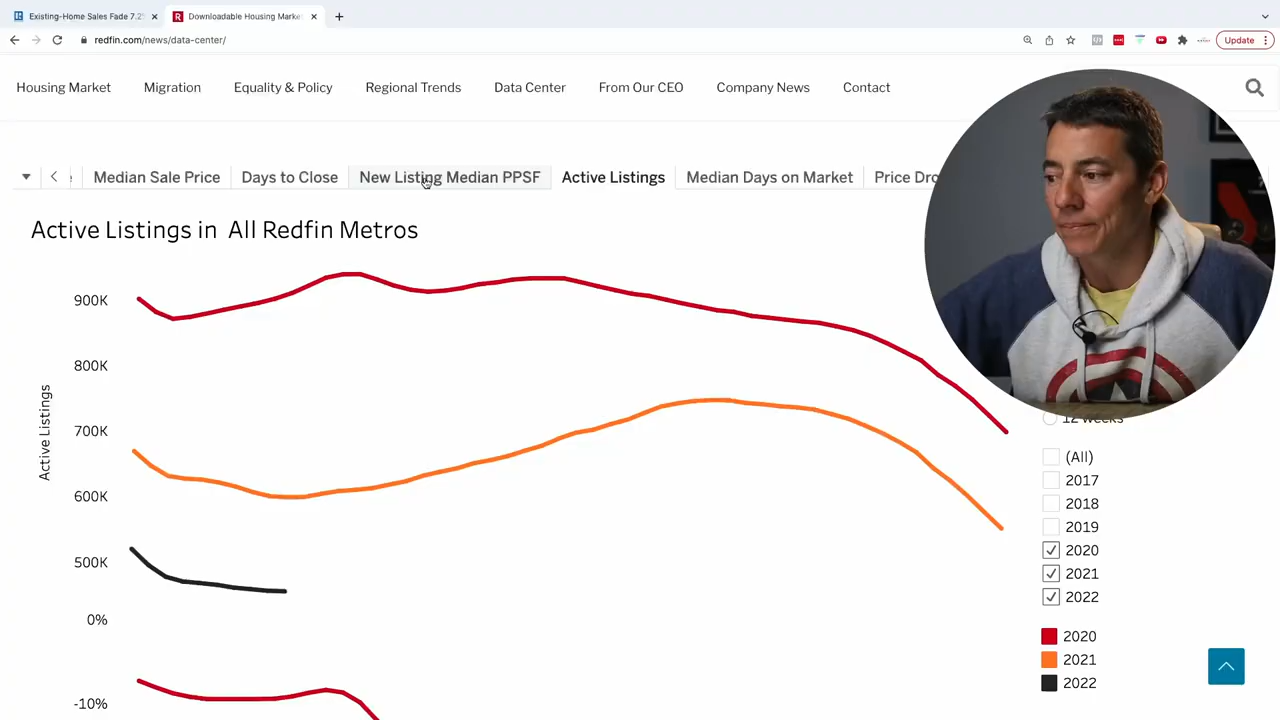 Existing-Home Sales Fade 7.2
Downloadable Housing Marke
redfin.com/news/data-center/
Update
Housing Market Migration Equality & Policy Regional Trends Data Center From Our CEO Company News Contact
Median Sale Price Days to Close New Listing Median PPSF Active Listings Median Days on Market Price Dro
Active Listings in All Redfin Metros
Active Listings
900K
800K
700K
600K
500K
0%
-10%
12 weeks
(All)
2017
2018
2019
2020
2021
2022
2020
2021
2022